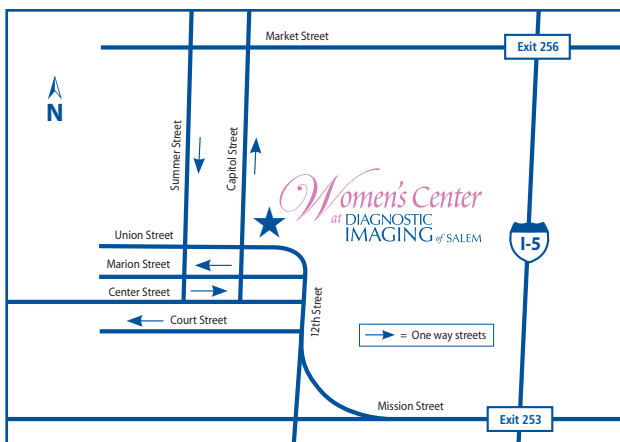 Market Street
Exit 256
N
Summer Street
Capitol Street
Women's Center
at DIAGNOSTIC
IMAGING of SALEM
Union Street
I-5
Marion Street
Center Street
Court Street
12th Street
= One way streets
Mission Street
Exit 253